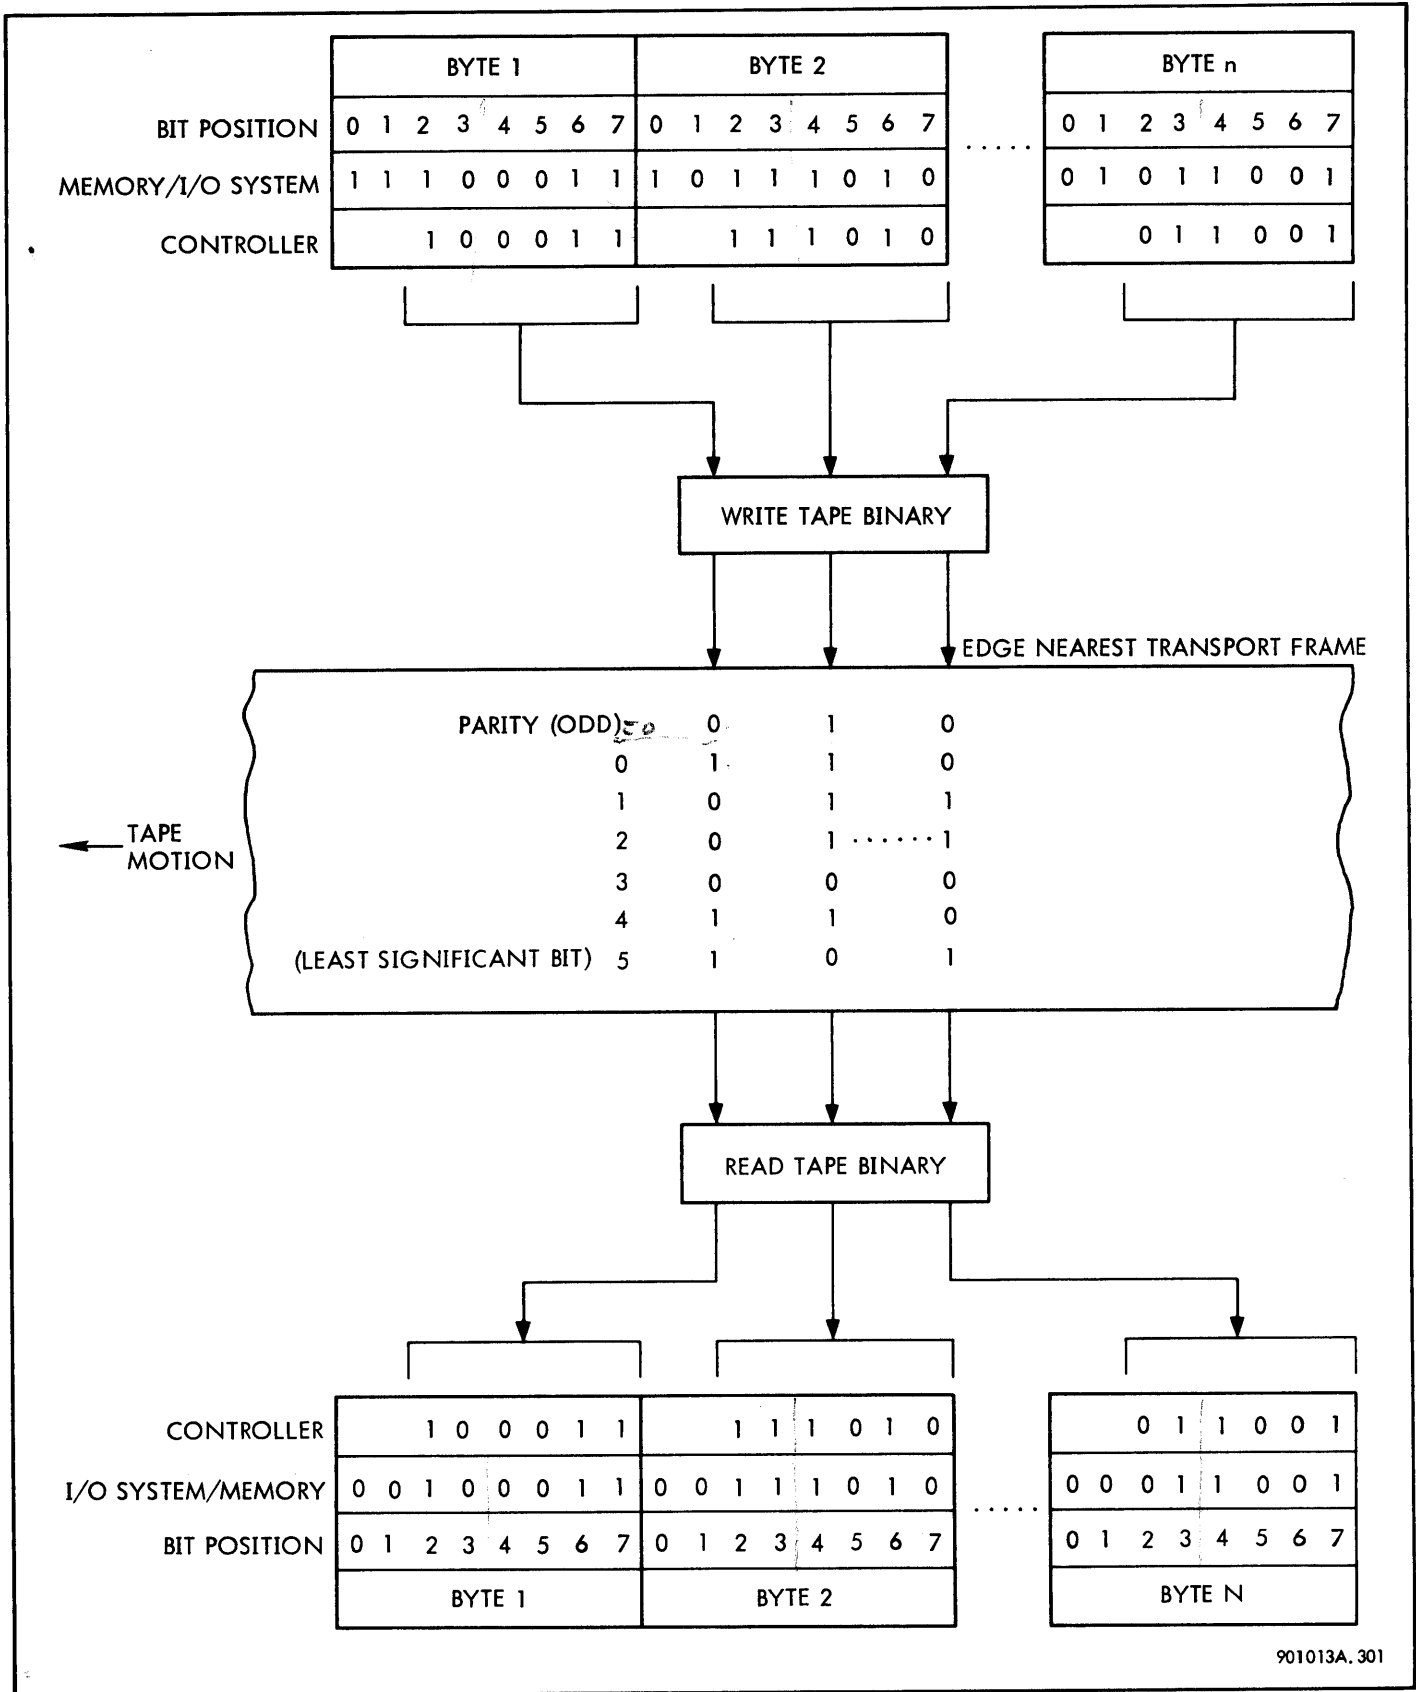 BYTE 1 BYTE 2 BYTE n
BIT POSITION 0 1 2 3 4 5 6 7 0 1 2 3 4 5 6 7 ..... 0 1 2 3 4 5 6 7
MEMORY/I/O SYSTEM 1 1 1 0 0 0 1 1 1 0 1 1 1 0 1 0 0 1 0 1 1 0 0 1
CONTROLLER 1 0 0 0 1 1 1 1 1 0 1 0 0 1 1 0 0 1
WRITE TAPE BINARY
EDGE NEAREST TRANSPORT FRAME
PARITY (ODD) 0 1 0
0 1 1 0
1 0 1 1
2 0 1 ...... 1
3 0 0 0
4 1 1 0
(LEAST SIGNIFICANT BIT) 5 1 0 1
TAPE
MOTION
READ TAPE BINARY
CONTROLLER 1 0 0 0 1 1 1 1 1 0 1 0 0 1 1 0 0 1
I/O SYSTEM/MEMORY 0 0 1 0 0 0 1 1 0 0 1 1 1 0 1 0 ..... 0 0 0 1 1 0 0 1
BIT POSITION 0 1 2 3 4 5 6 7 0 1 2 3 4 5 6 7 0 1 2 3 4 5 6 7
BYTE 1 BYTE 2 BYTE N
901013A.301